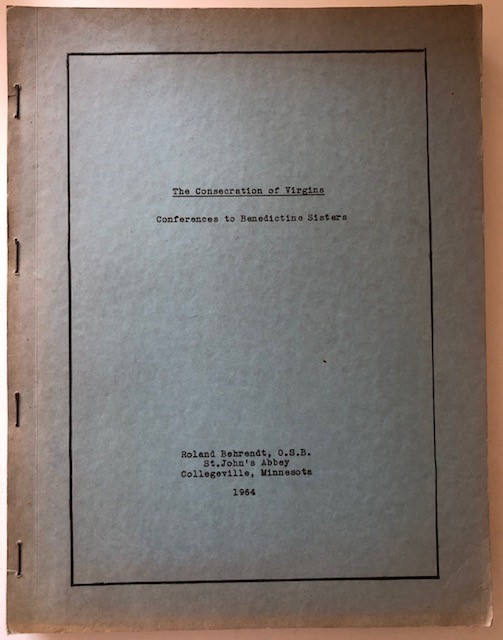 The Consecration of Virgins
Conferences to Benedictine Sisters
Roland Behrendt, O.S.B.
St.John's Abbey
Collegeville, Minnesota
1964